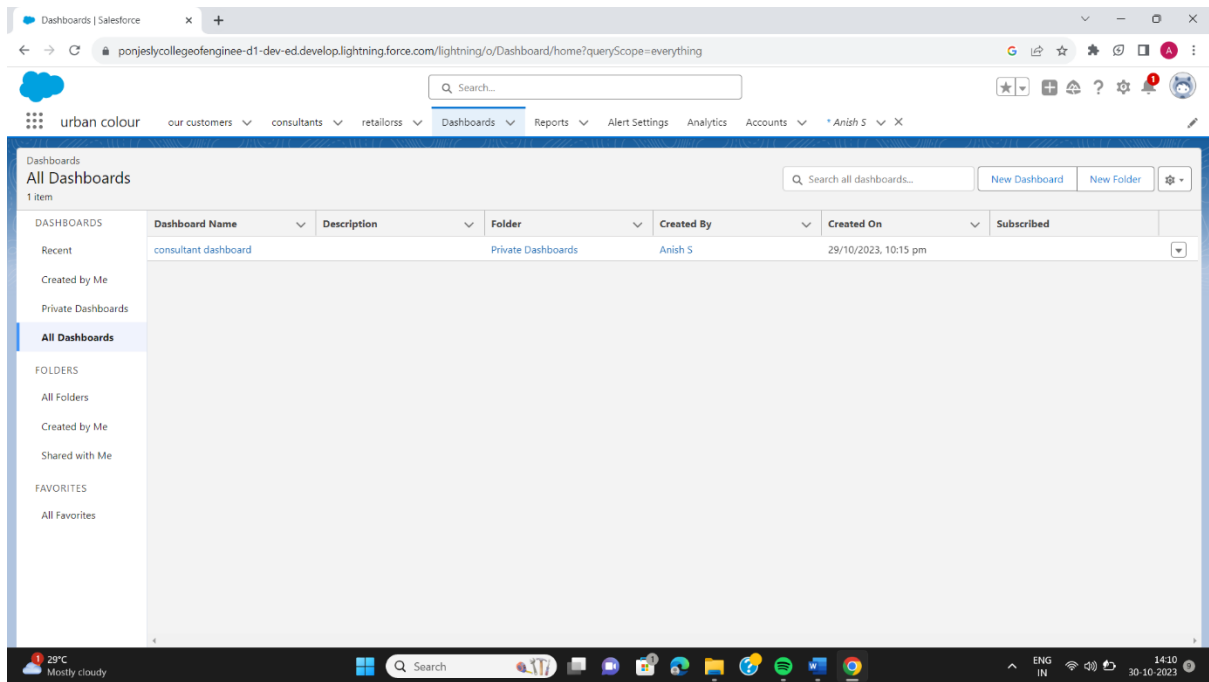 Dashboards | Salesforce
ponjeslycollegeofenginee-d1-dev-ed.develop.lightning.force.com/lightning/o/Dashboard/home?queryScope=everything
G
A
Search...
1
urban colour our customers consultants retailorss Dashboards Reports Alert Settings Analytics Accounts * Anish S
Dashboards
All Dashboards
1 item
Search all dashboards...
New Dashboard
New Folder
DASHBOARDS
Recent
Created by Me
Private Dashboards
All Dashboards
FOLDERS
All Folders
Created by Me
Shared with Me
FAVORITES
All Favorites
Dashboard Name Description Folder Created By Created On Subscribed
consultant dashboard Private Dashboards Anish S 29/10/2023, 10:15 pm
1
29°C
Mostly cloudy
Search
ENG
IN
14:10
30-10-2023